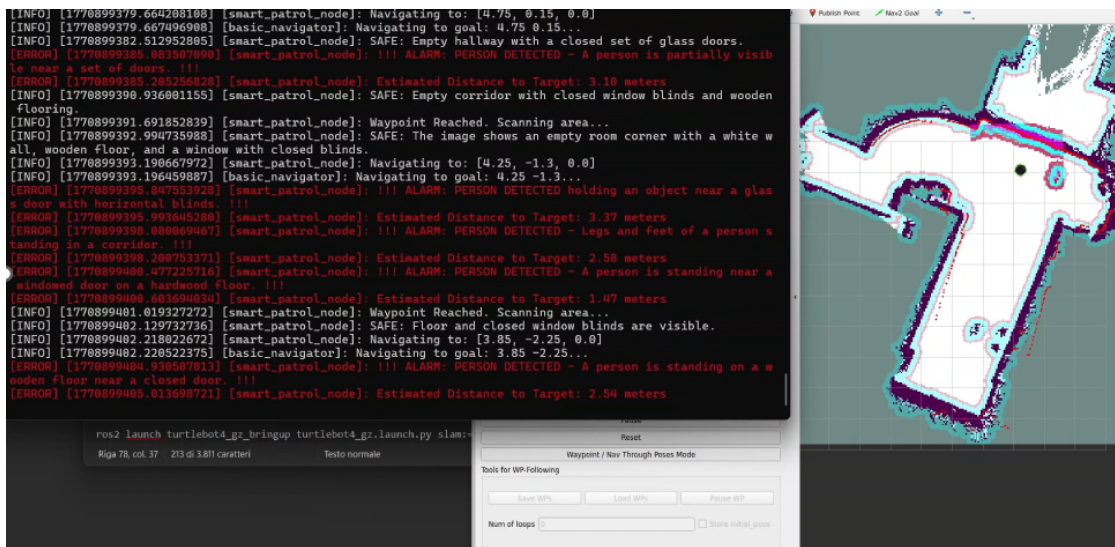 [INFO] [1770899379.664208108] [smart_patrol_node]: Navigating to: [4.75, 0.15, 0.0]
[INFO] [1770899379.667496908] [basic_navigator]: Navigating to goal: 4.75 0.15...
[INFO] [1770899382.512952805] [smart_patrol_node]: SAFE: Empty hallway with a closed set of glass doors.
[ERROR] [1770899385.083507090] [smart_patrol_node]: !!! ALARM: PERSON DETECTED - A person is partially visib
le near a set of doors. !!!
[ERROR] [1770899385.205256828] [smart_patrol_node]: Estimated Distance to Target: 3.10 meters
[INFO] [1770899390.936001155] [smart_patrol_node]: SAFE: Empty corridor with closed window blinds and wooden
flooring.
[INFO] [1770899391.691852839] [smart_patrol_node]: Waypoint Reached. Scanning area...
[INFO] [1770899392.994735988] [smart_patrol_node]: SAFE: The image shows an empty room corner with a white w
all, wooden floor, and a window with closed blinds.
[INFO] [1770899393.190667972] [smart_patrol_node]: Navigating to: [4.25, -1.3, 0.0]
[INFO] [1770899393.196459887] [basic_navigator]: Navigating to goal: 4.25 -1.3...
[ERROR] [1770899395.847553928] [smart_patrol_node]: !!! ALARM: PERSON DETECTED holding an object near a glas
s door with horizontal blinds. !!!
[ERROR] [1770899395.993645280] [smart_patrol_node]: Estimated Distance to Target: 3.37 meters
[ERROR] [1770899398.080069467] [smart_patrol_node]: !!! ALARM: PERSON DETECTED - Legs and feet of a person s
tanding in a corridor. !!!
[ERROR] [1770899398.200753371] [smart_patrol_node]: Estimated Distance to Target: 2.58 meters
[ERROR] [1770899400.477225716] [smart_patrol_node]: !!! ALARM: PERSON DETECTED - A person is standing near a
windowed door on a hardwood floor. !!!
[ERROR] [1770899400.603694034] [smart_patrol_node]: Estimated Distance to Target: 1.47 meters
[INFO] [1770899401.019327272] [smart_patrol_node]: Waypoint Reached. Scanning area...
[INFO] [1770899402.129732736] [smart_patrol_node]: SAFE: Floor and closed window blinds are visible.
[INFO] [1770899402.218022672] [smart_patrol_node]: Navigating to: [3.85, -2.25, 0.0]
[INFO] [1770899402.220522375] [basic_navigator]: Navigating to goal: 3.85 -2.25...
[ERROR] [1770899404.930507013] [smart_patrol_node]: !!! ALARM: PERSON DETECTED - A person is standing on a w
ooden floor near a closed door. !!!
[ERROR] [1770899405.013698721] [smart_patrol_node]: Estimated Distance to Target: 2.54 meters
Publish Point Nav2 Goal
ros2 launch turtlebot4_gz_bringup turtlebot4_gz.launch.py slam:=
Riga 78, col. 37 213 di 3.811 caratteri Testo normale
Reset
Waypoint / Nav Through Poses Mode
Tools for WP-Following
Save WPs Load WPs Pause WP
Num of loops 0 Store initial_pose